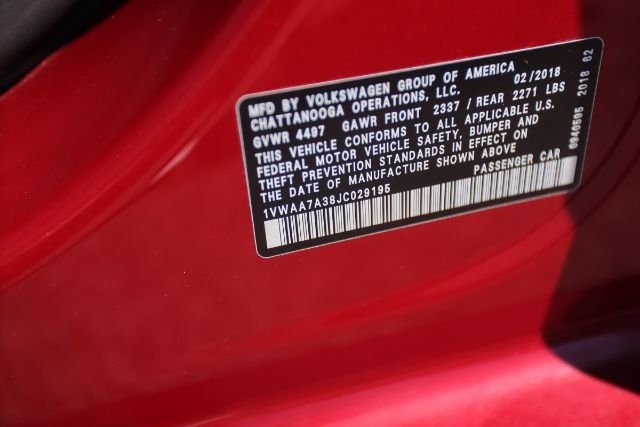 MFD BY VOLKSWAGEN GROUP OF AMERICA 02/2018
CHATTANOOGA OPERATIONS, LLC.
GVWR 4497 GAWR FRONT 2337 / REAR 2271 LBS
THIS VEHICLE CONFORMS TO ALL APPLICABLE U.S.
FEDERAL MOTOR VEHICLE SAFETY, BUMPER AND
THEFT PREVENTION STANDARDS IN EFFECT ON
THE DATE OF MANUFACTURE SHOWN ABOVE
PASSENGER CAR
1VWAA7A38JC029195
0940595 2018 62